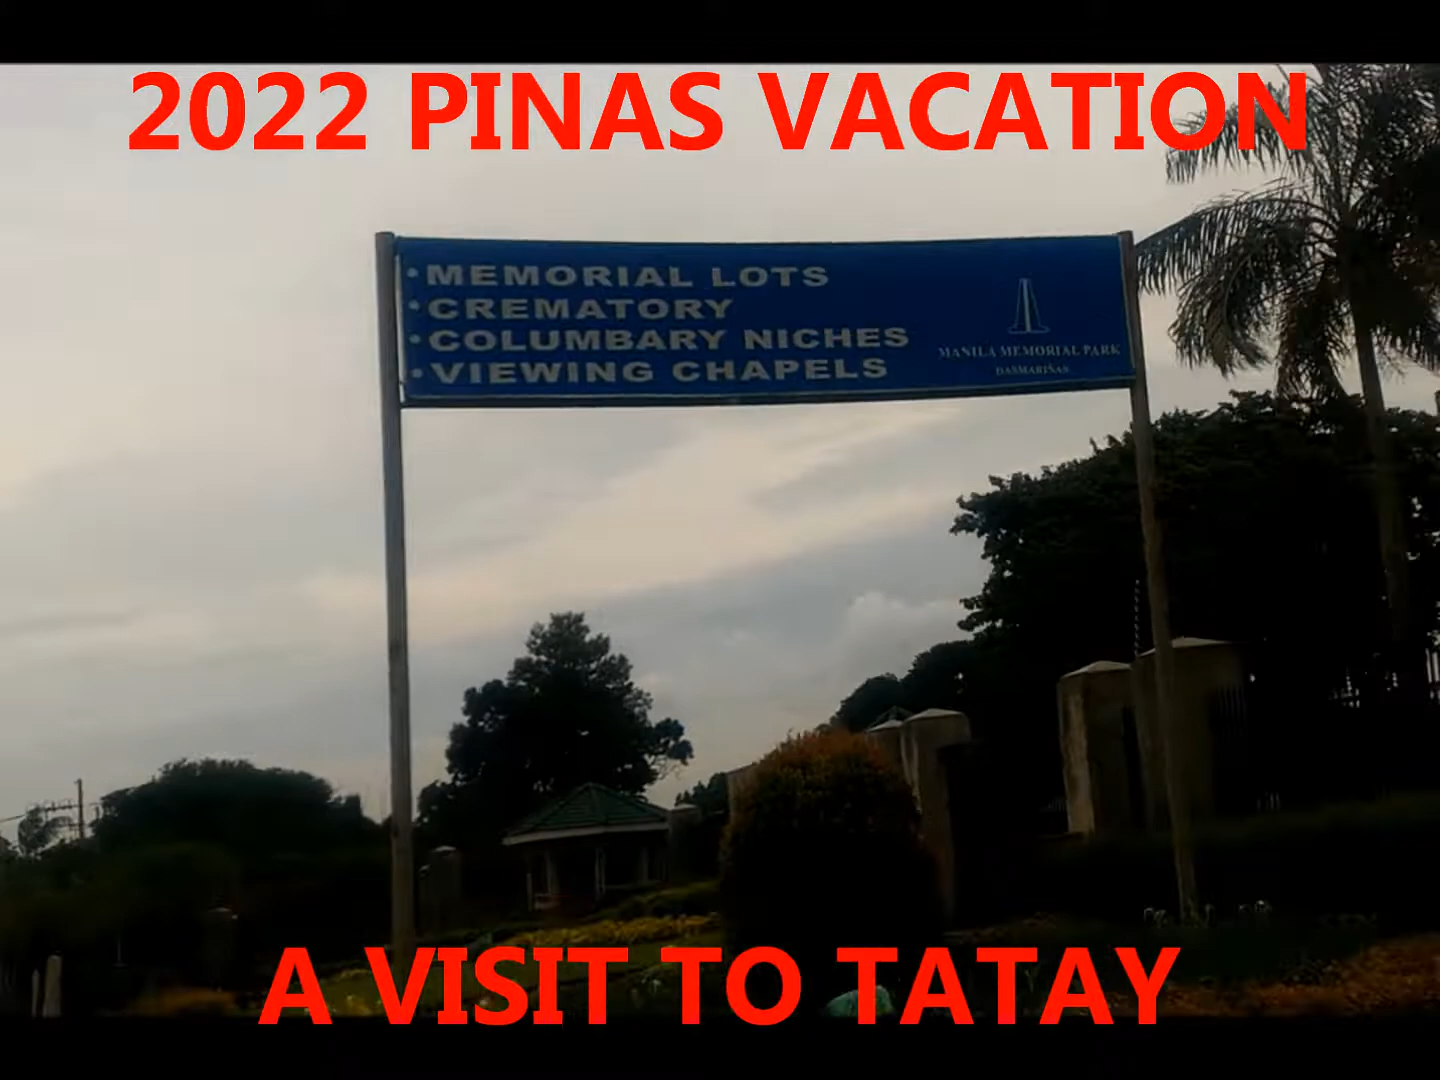 2022 PINAS VACATION
• MEMORIAL LOTS
• CREMATORY
• COLUMBARY NICHES
• VIEWING CHAPELS
MANILA MEMORIAL PARK
DASMARIÑAS
A VISIT TO TATAY